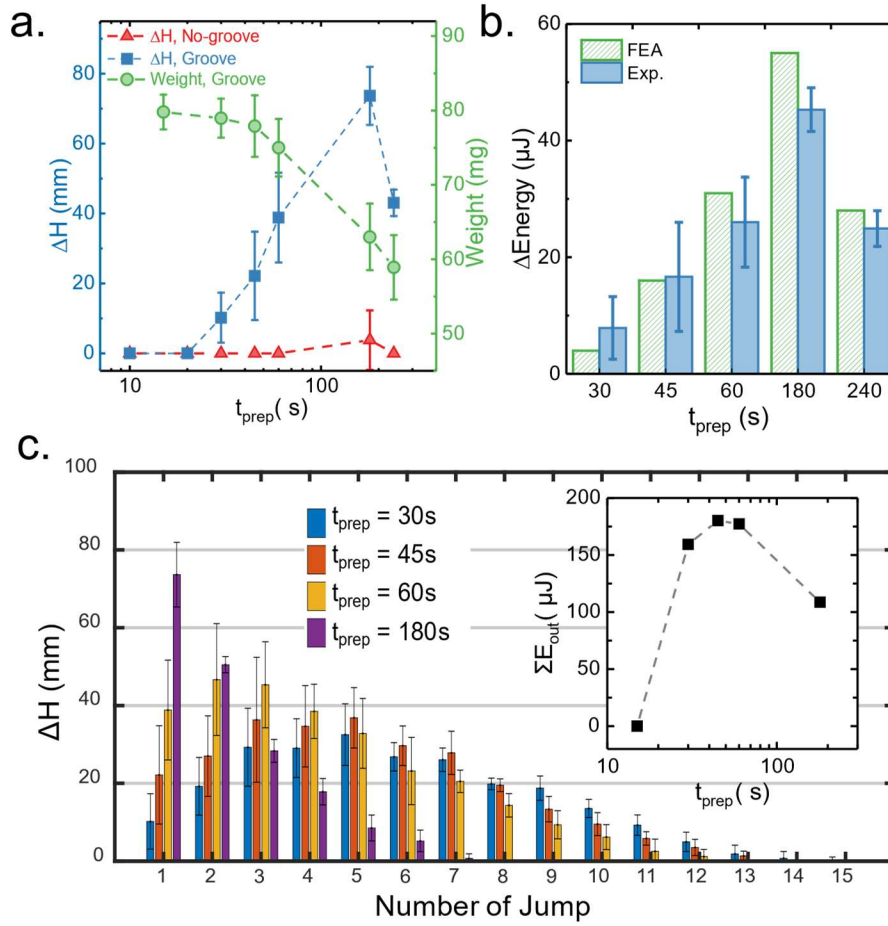 a.
ΔH, No-groove
ΔH, Groove
Weight, Groove
ΔH (mm)
80
60
40
20
0
Weight (mg)
90
80
70
60
50
10
100
t_prep( s)
b.
FEA
Exp.
ΔEnergy (µJ)
60
40
20
0
30
45
60
180
240
t_prep (s)
c.
ΔH (mm)
100
80
60
40
20
0
t_prep = 30s
t_prep = 45s
t_prep = 60s
t_prep = 180s
ΣE_out( µJ)
200
150
100
50
0
10
100
t_prep( s)
1
2
3
4
5
6
7
8
9
10
11
12
13
14
15
Number of Jump